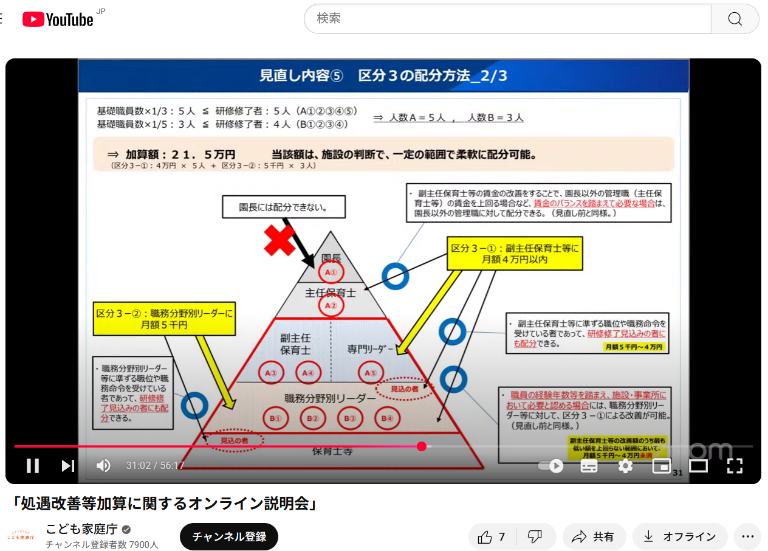 YouTube JP
検索
見直し内容⑤　区分３の配分方法_2/3
基礎職員数×1/3：５人 ≦ 研修修了者：５人（A①②③④⑤）
基礎職員数×1/5：３人 ≦ 研修修了者：４人（B①②③④）
⇒ 人数A＝５人 ， 人数B＝３人
⇒ 加算額：２１．５万円　　当該額は、施設の判断で、一定の範囲で柔軟に配分可能。
（区分３－①：４万円 × ５人 ＋ 区分３－②：５千円 × ３人）
園長には配分できない。
・ 副主任保育士等の賃金の改善をすることで、園長以外の管理職（主任保
育士等）の賃金を上回る場合など、賃金のバランスを踏まえて必要な場合は、
園長以外の管理職に対して配分できる。（見直し前と同様。）
区分３－①：副主任保育士等に
月額４万円以内
園長
A①
主任保育士
A②
区分３－②：職務分野別リーダーに
月額５千円
副主任
保育士
専門リーダー
A③ A④ A⑤
・ 副主任保育士等に準ずる職位や職務命令を
受けている者であって、研修修了見込みの者に
も配分できる。
月額５千円～４万円
・ 職務分野別リーダー
等に準ずる職位や職
務命令を受けている
者であって、研修修
了見込みの者にも配
分できる。
見込の者
職務分野別リーダー
B① B② B③ B④
・ 職員の経験年数等を踏まえ、施設・事業所に
おいて必要と認める場合には、職務分野別リー
ダー等に対して、区分３－①による改善が可能。
（見直し前と同様。）
副主任保育士等の改善額のうち最も
低い額を上回らない範囲において、
月額５千円～４万円未満
見込の者
保育士等
31
31:02 / 56:17
「処遇改善等加算に関するオンライン説明会」
こども家庭庁
こども家庭庁
チャンネル登録者数 7900人
チャンネル登録
7
共有
オフライン